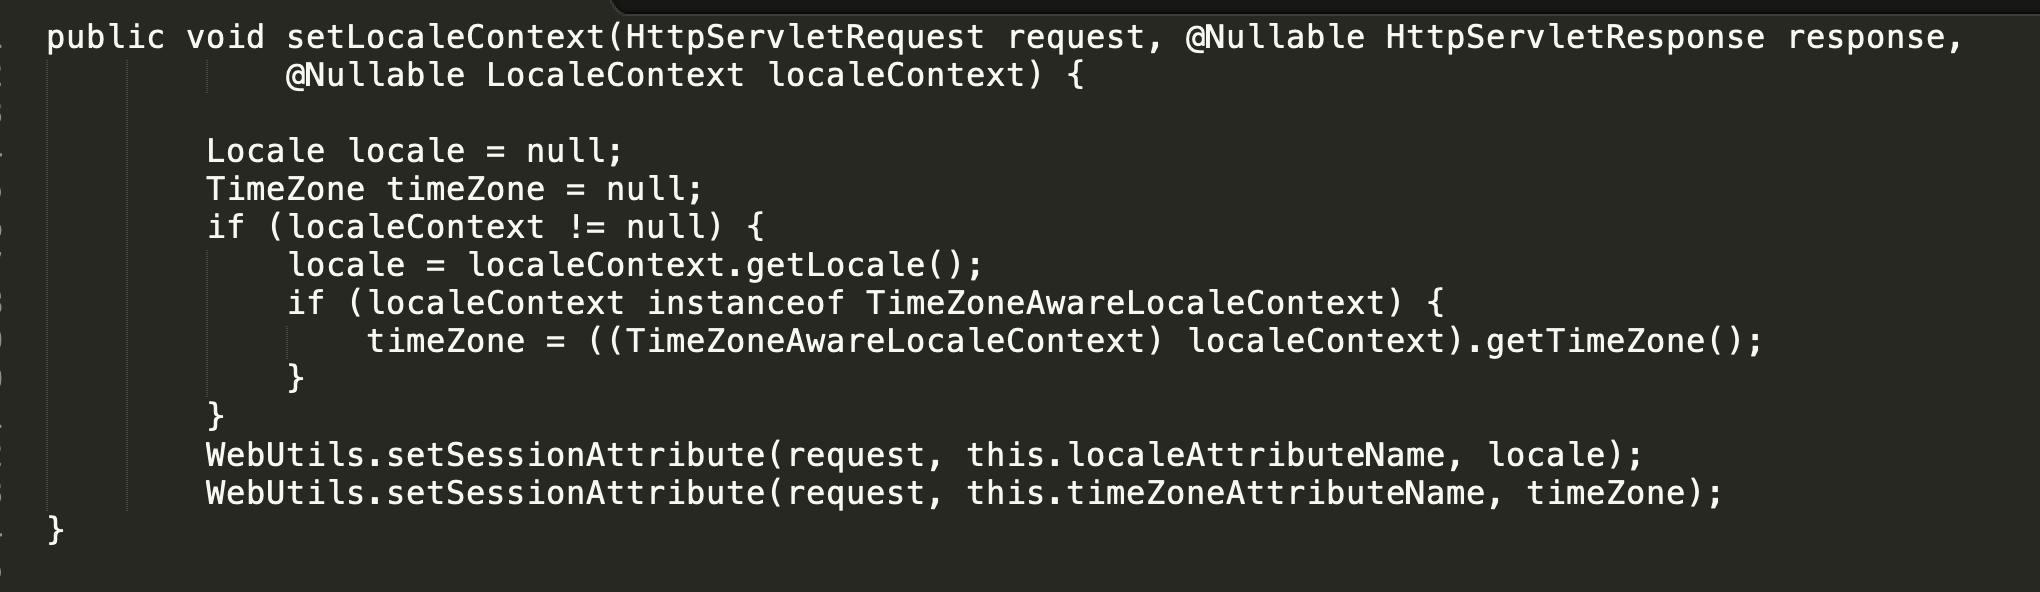 public void setLocaleContext(HttpServletRequest request, @Nullable HttpServletResponse response,
@Nullable LocaleContext localeContext) {
Locale locale = null;
TimeZone timeZone = null;
if (localeContext != null) {
locale = localeContext.getLocale();
if (localeContext instanceof TimeZoneAwareLocaleContext) {
timeZone = ((TimeZoneAwareLocaleContext) localeContext).getTimeZone();
}
}
WebUtils.setSessionAttribute(request, this.localeAttributeName, locale);
WebUtils.setSessionAttribute(request, this.timeZoneAttributeName, timeZone);
}